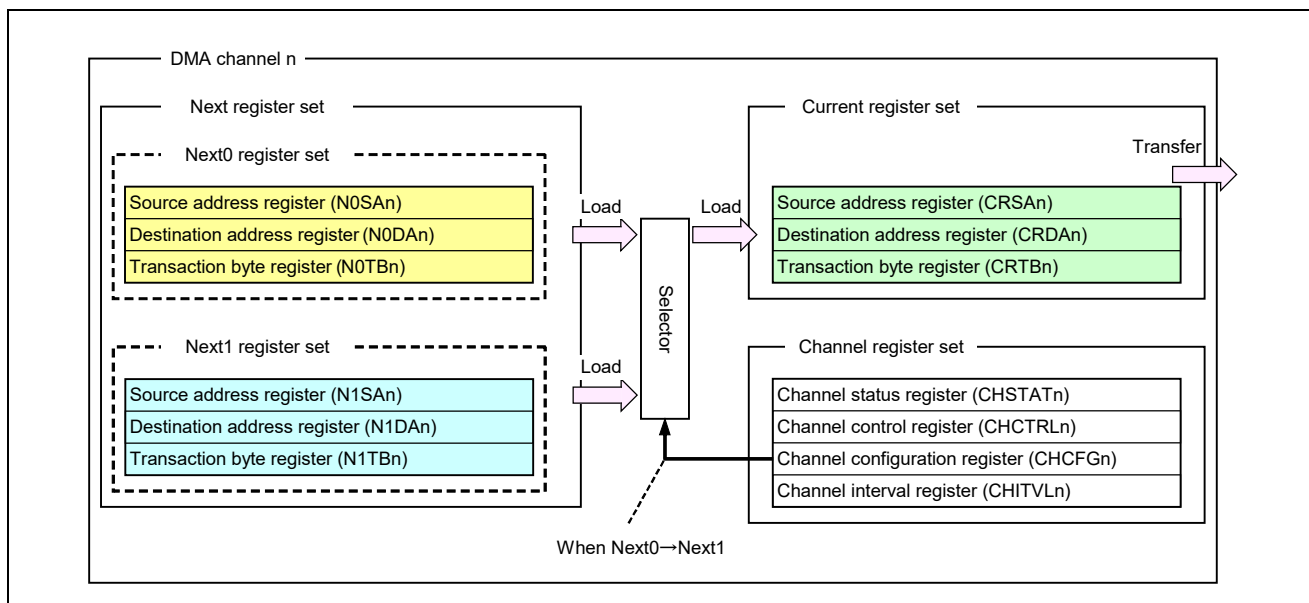 DMA channel n
Next register set
Next0 register set
Source address register (N0SAn)
Destination address register (N0DAn)
Transaction byte register (N0TBn)
Next1 register set
Source address register (N1SAn)
Destination address register (N1DAn)
Transaction byte register (N1TBn)
Load
Load
Selector
Load
When Next0→Next1
Current register set
Transfer
Source address register (CRSAn)
Destination address register (CRDAn)
Transaction byte register (CRTBn)
Channel register set
Channel status register (CHSTATn)
Channel control register (CHCTRLn)
Channel configuration register (CHCFGn)
Channel interval register (CHITVLn)